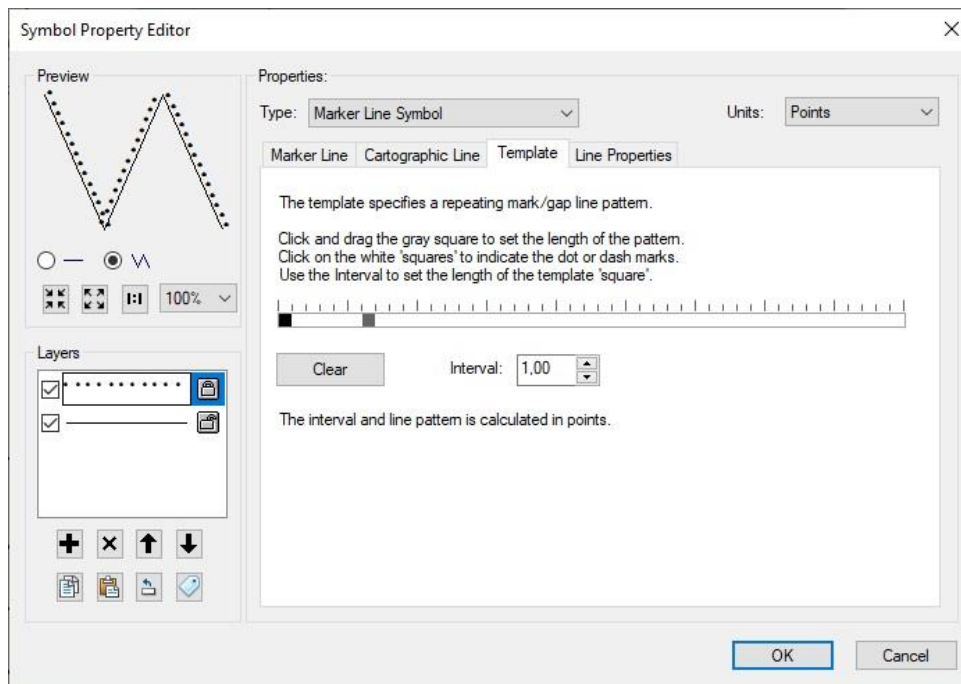 Symbol Property Editor
Preview
Properties:
Type: Marker Line Symbol
Units: Points
Marker Line
Cartographic Line
Template
Line Properties
The template specifies a repeating mark/gap line pattern.
Click and drag the gray square to set the length of the pattern.
Click on the white 'squares' to indicate the dot or dash marks.
Use the Interval to set the length of the template 'square'.
1:1
100%
Layers
Clear
Interval: 1,00
The interval and line pattern is calculated in points.
OK
Cancel